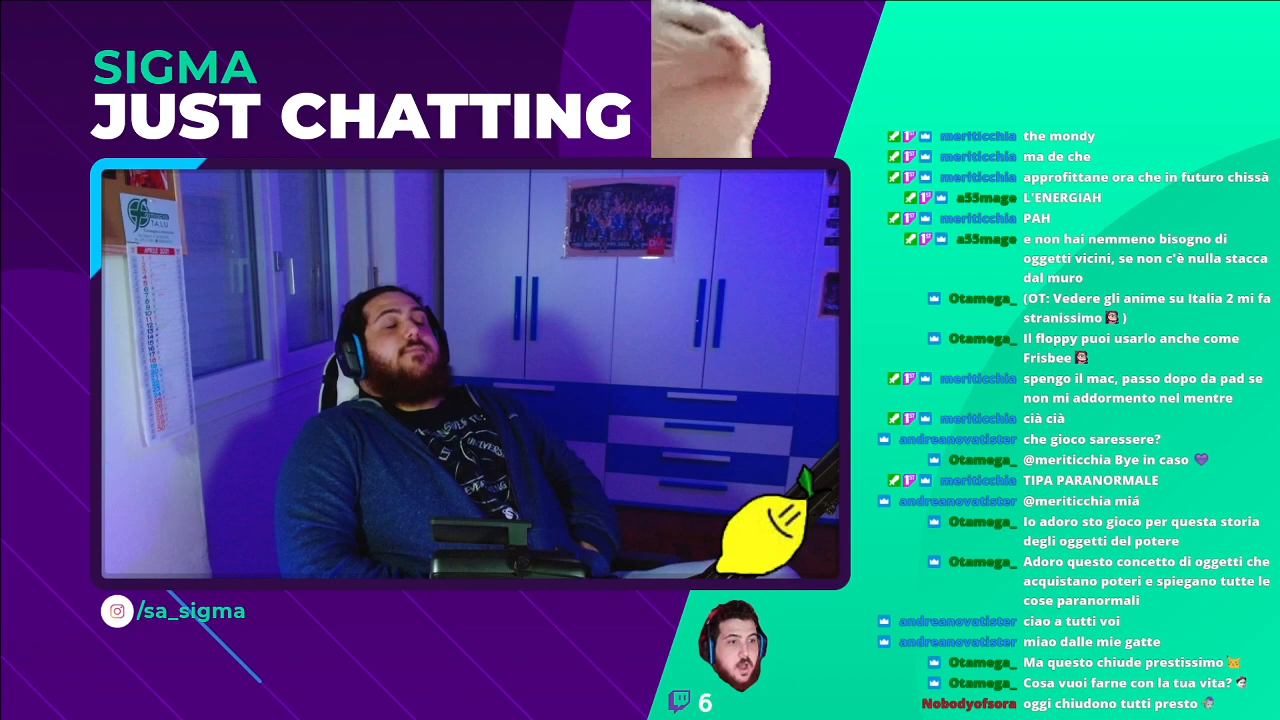 SIGMA
JUST CHATTING
TALU
APRILE 2021
/sa_sigma
6
meriticchia the mondy
meriticchia ma de che
meriticchia approfittane ora che in futuro chissà
a55mage L'ENERGIAH
meriticchia PAH
a55mage e non hai nemmeno bisogno di
oggetti vicini, se non c'è nulla stacca
dal muro
Otamega_ (OT: Vedere gli anime su Italia 2 mi fa
stranissimo )
Otamega_ Il floppy puoi usarlo anche come
Frisbee
meriticchia spengo il mac, passo dopo da pad se
non mi addormento nel mentre
meriticchia cià cià
andreanovatister che gioco saressere?
Otamega_ @meriticchia Bye in caso 💜
meriticchia TIPA PARANORMALE
andreanovatister @meriticchia miá
Otamega_ Io adoro sto gioco per questa storia
degli oggetti del potere
Otamega_ Adoro questo concetto di oggetti che
acquistano poteri e spiegano tutte le
cose paranormali
andreanovatister ciao a tutti voi
andreanovatister miao dalle mie gatte
Otamega_ Ma questo chiude prestissimo
Otamega_ Cosa vuoi farne con la tua vita?
Nobodyofsora oggi chiudono tutti presto